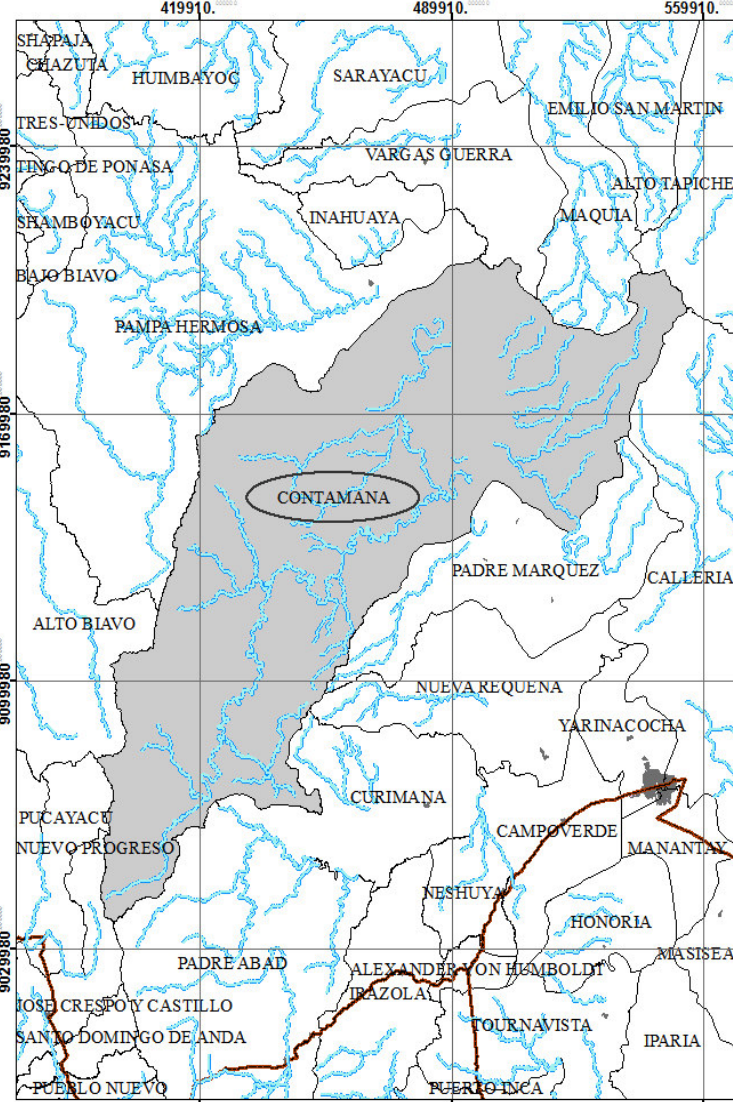 419910.
489910.
559910.
SHAPAJA
CHAZUTA
HUIMBAYOC
SARAYACU
EMILIO SAN MARTIN
TRES UNIDOS
9239980
VARGAS GUERRA
TINGO DE PONASA
ALTO TAPICHE
SHAMBOYACU
INAHUAYA
MAQUIA
BAJO BIAVO
PAMPA HERMOSA
9169980
CONTAMANA
PADRE MARQUEZ
CALLERIA
ALTO BIAVO
9099980
NUEVA REQUENA
YARINACOCHA
CURIMANA
PUCAYACU
CAMPOVERDE
NUEVO PROGRESO
MANANTAY
NESHUYA
HONORIA
9029980
MASISEA
PADRE ABAD
ALEXANDER VON HUMBOLDT
IRAZOLA
JOSE CRESPO Y CASTILLO
TOURNAVISTA
SANTO DOMINGO DE ANDA
IPARIA
PUEBLO NUEVO
PUERTO INCA